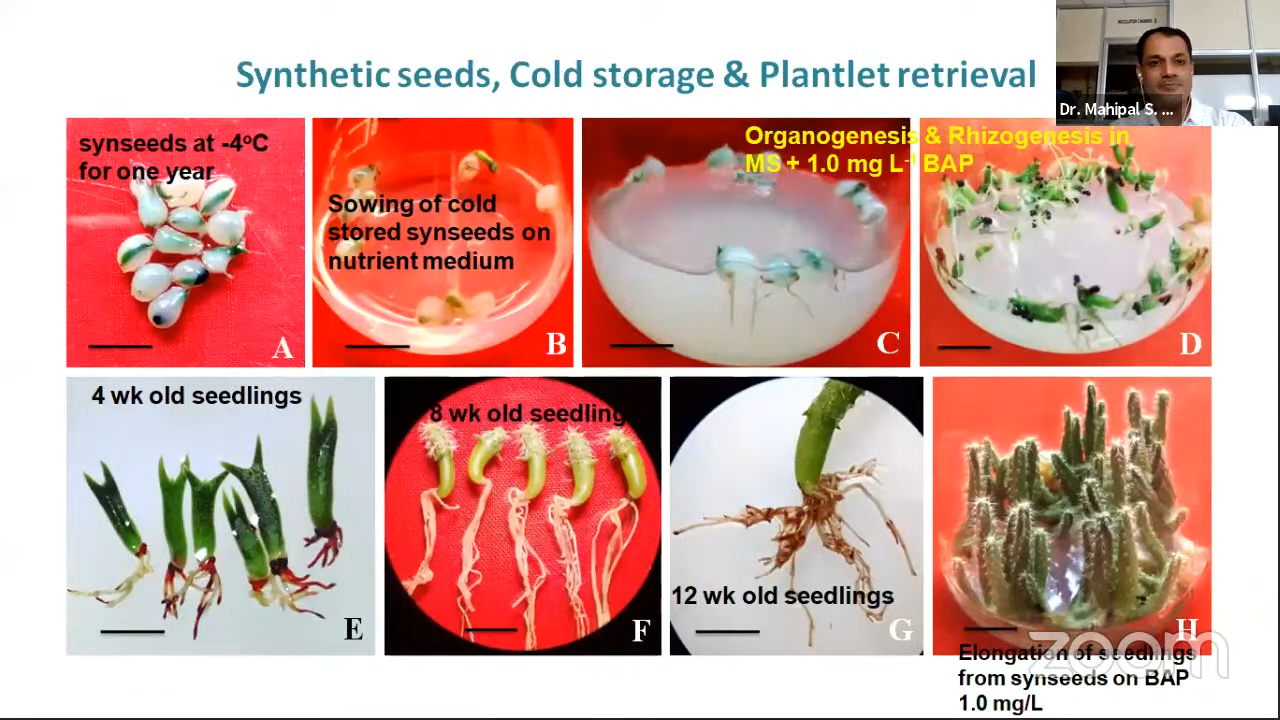 Synthetic seeds, Cold storage & Plantlet retrieval
Dr. Mahipal S. ...
synseeds at -4°C
for one year
A
Sowing of cold
stored synseeds on
nutrient medium
B
Organogenesis & Rhizogenesis in
MS + 1.0 mg L⁻¹ BAP
C
D
4 wk old seedlings
E
8 wk old seedling
F
12 wk old seedlings
G
H
zoom
Elongation of seedlings
from synseeds on BAP
1.0 mg/L